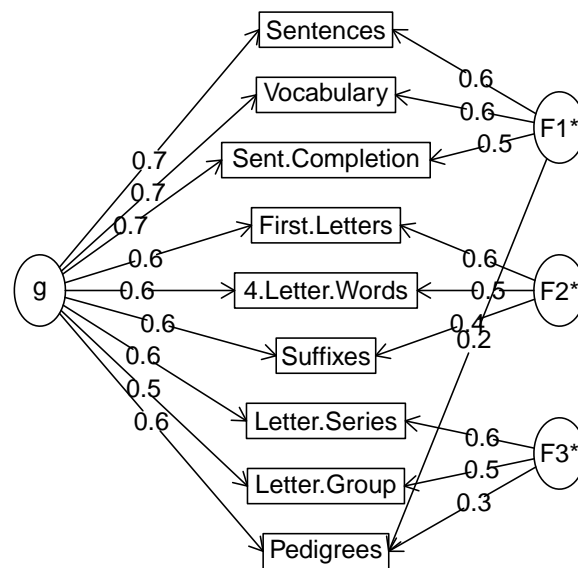 Sentences
Vocabulary
Sent.Completion
First.Letters
4.Letter.Words
Suffixes
Letter.Series
Letter.Group
Pedigrees
g
0.7
0.7
0.7
0.6
0.6
0.6
0.6
0.5
0.6
F1*
0.6
0.6
0.5
0.2
F2*
0.6
0.5
0.4
F3*
0.6
0.5
0.3